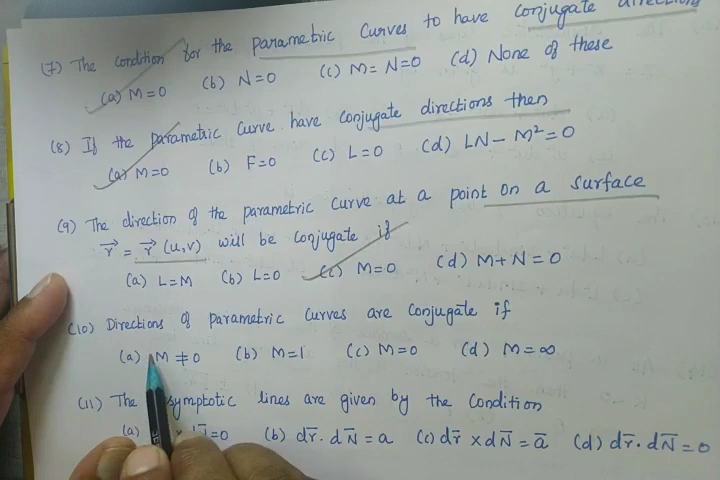 (7) The condition for the parametric Curves to have conjugate
(a) M = 0 (b) N = 0 (c) M = N = 0 (d) None of these
(8) If the parametric curve have conjugate directions then
(a) M = 0 (b) F = 0 (c) L = 0 (d) LN - M² = 0
(9) The direction of the parametric curve at a point on a surface
r⃗ = r⃗ (u,v) will be conjugate if
(a) L = M (b) L = 0 (c) M = 0 (d) M + N = 0
(10) Directions of parametric curves are conjugate if
(a) M ≠ 0 (b) M = 1 (c) M = 0 (d) M = ∞
(11) The symptotic lines are given by the condition
(a) × dN̄ = 0 (b) dr̄ . dN̄ = a (c) dr̄ × dN̄ = ā (d) dr̄ . dN̄ = 0